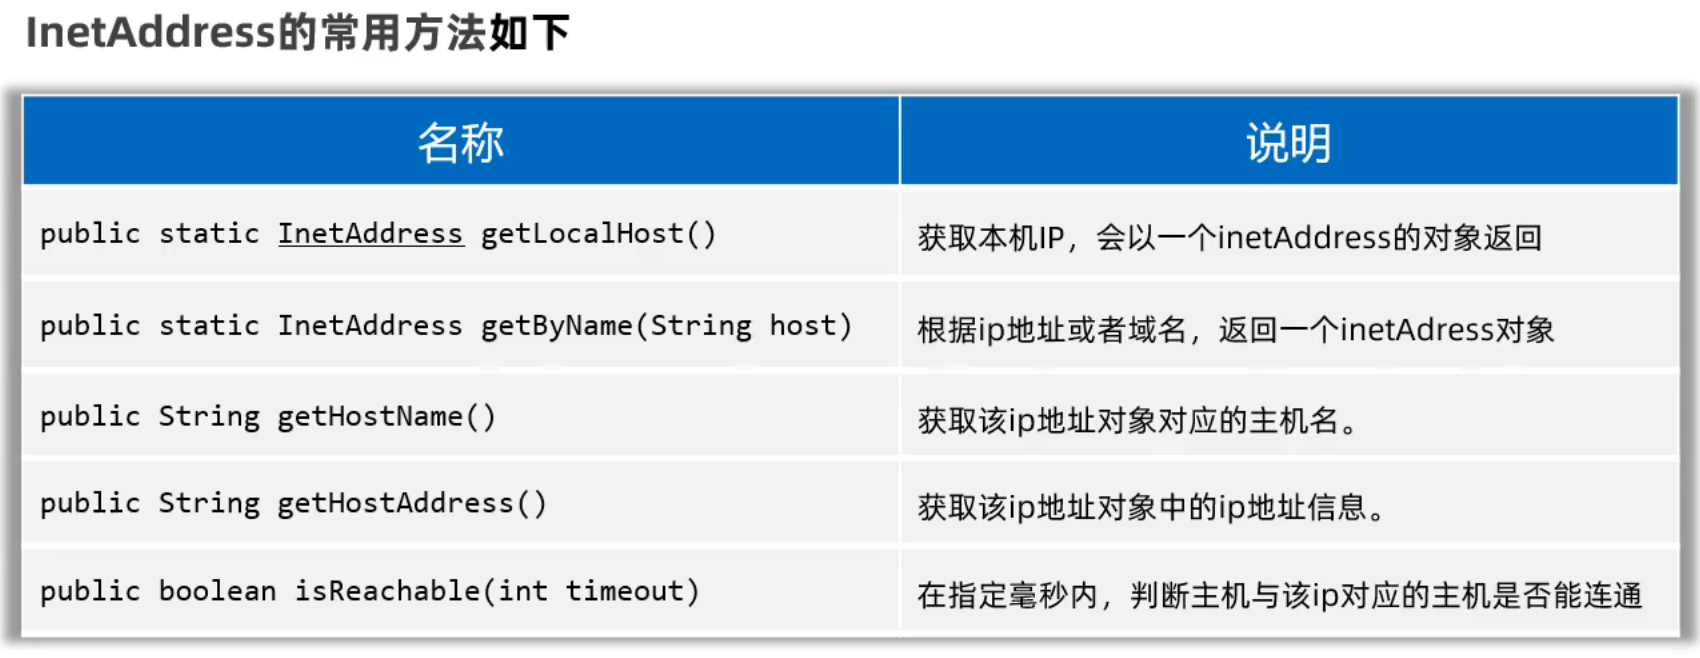 InetAddress的常用方法如下
名称
说明
public static InetAddress getLocalHost()
获取本机IP，会以一个inetAddress的对象返回
public static InetAddress getByName(String host)
根据ip地址或者域名，返回一个inetAdress对象
public String getHostName()
获取该ip地址对象对应的主机名。
public String getHostAddress()
获取该ip地址对象中的ip地址信息。
public boolean isReachable(int timeout)
在指定毫秒内，判断主机与该ip对应的主机是否能连通